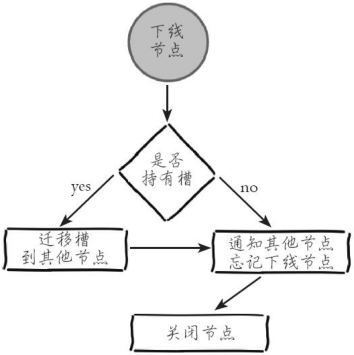 下线
节点
是否
持有槽
yes
no
迁移槽
到其他节点
通知其他节点
忘记下线节点
关闭节点